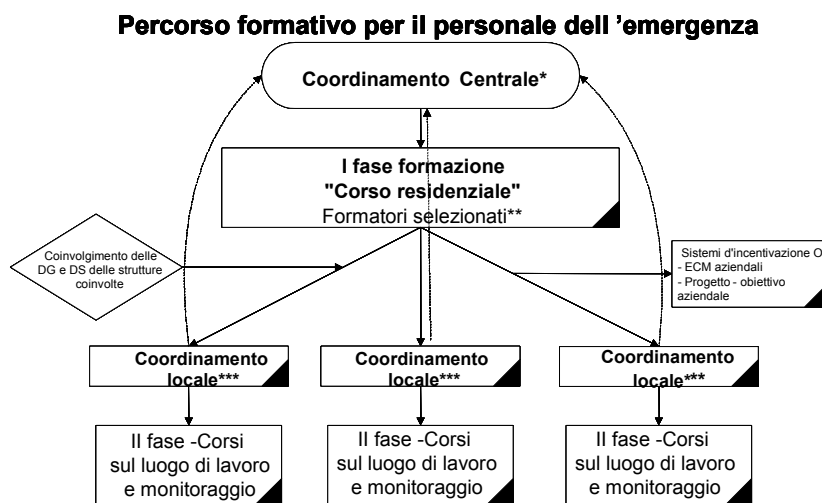 Percorso formativo per il personale dell 'emergenza
Coordinamento Centrale*
I fase formazione
"Corso residenziale"
Formatori selezionati**
Coinvolgimento delle
DG e DS delle strutture
coinvolte
Sistemi d'incentivazione O
- ECM aziendali
- Progetto - obiettivo
aziendale
Coordinamento
locale***
Coordinamento
locale***
Coordinamento
locale***
II fase -Corsi
sul luogo di lavoro
e monitoraggio
II fase -Corsi
sul luogo di lavoro
e monitoraggio
II fase -Corsi
sul luogo di lavoro
e monitoraggio